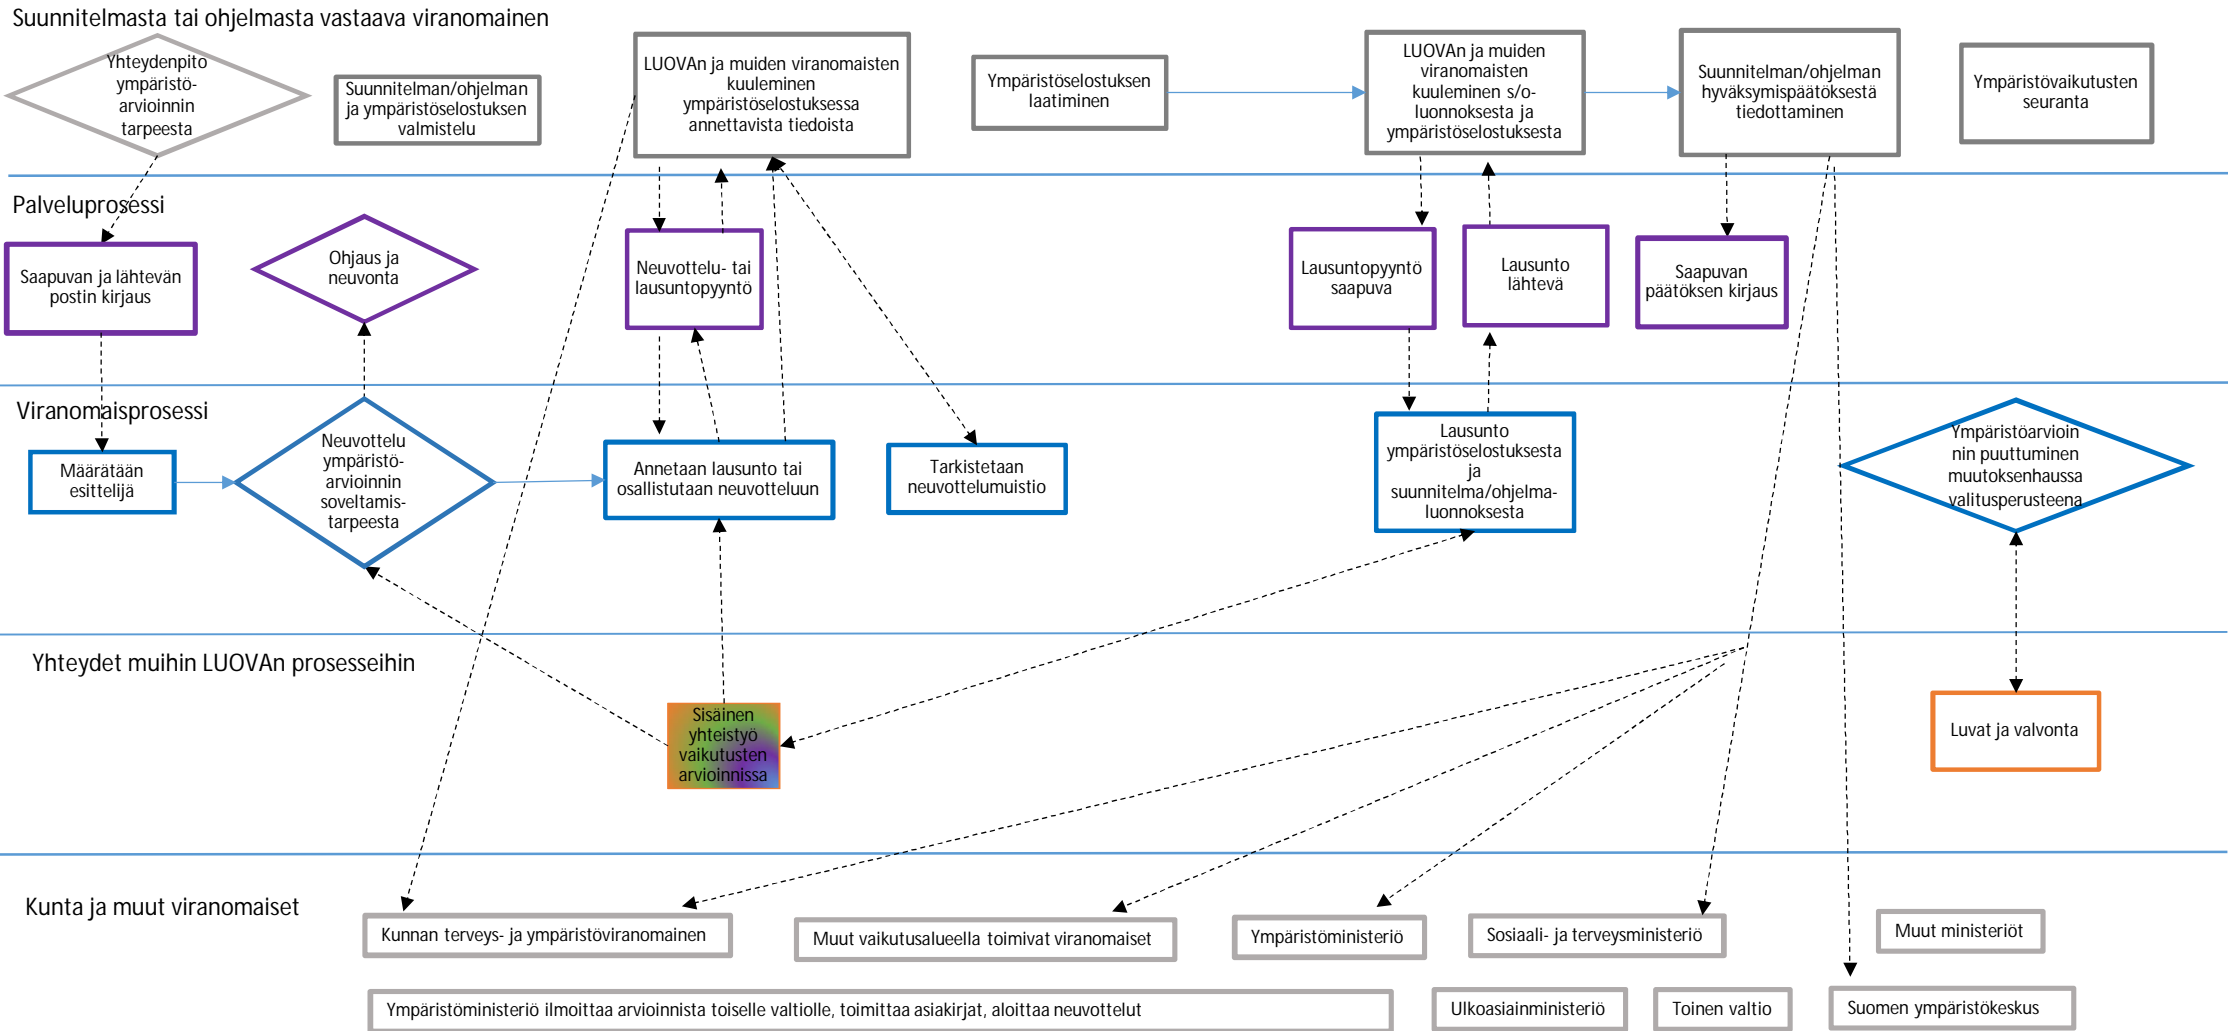 Suunnitelmasta tai ohjelmasta vastaava viranomainen
Yhteydenpito
ympäristö-
arvioinnin
tarpeesta
Suunnitelman/ohjelman
ja ympäristöselostuksen
valmistelu
LUOVAn ja muiden viranomaisten
kuuleminen
ympäristöselostuksessa
annettavista tiedoista
Ympäristöselostuksen
laatiminen
LUOVAn ja muiden
viranomaisten
kuuleminen s/o-
luonnoksesta ja
ympäristöselostuksesta
Suunnitelman/ohjelman
hyväksymispäätöksestä
tiedottaminen
Ympäristövaikutusten
seuranta
Palveluprosessi
Saapuvan ja lähtevän
postin kirjaus
Ohjaus ja
neuvonta
Neuvottelu- tai
lausuntopyyntö
Lausuntopyyntö
saapuva
Lausunto
lähtevä
Saapuvan
päätöksen kirjaus
Viranomaisprosessi
Määrätään
esittelijä
Neuvottelu
ympäristö-
arvioinnin
soveltamis-
tarpeesta
Annetaan lausunto tai
osallistutaan neuvotteluun
Tarkistetaan
neuvottelumuistio
Lausunto
ympäristöselostuksesta
ja
suunnitelma/ohjelma-
luonnoksesta
Ympäristöarvioin
nin puuttuminen
muutoksenhaussa
valitusperusteena
Yhteydet muihin LUOVAn prosesseihin
Sisäinen
yhteistyö
vaikutusten
arvioinnissa
Luvat ja valvonta
Kunta ja muut viranomaiset
Kunnan terveys- ja ympäristöviranomainen
Muut vaikutusalueella toimivat viranomaiset
Ympäristöministeriö
Sosiaali- ja terveysministeriö
Muut ministeriöt
Ympäristöministeriö ilmoittaa arvioinnista toiselle valtiolle, toimittaa asiakirjat, aloittaa neuvottelut
Ulkoasiainministeriö
Toinen valtio
Suomen ympäristökeskus